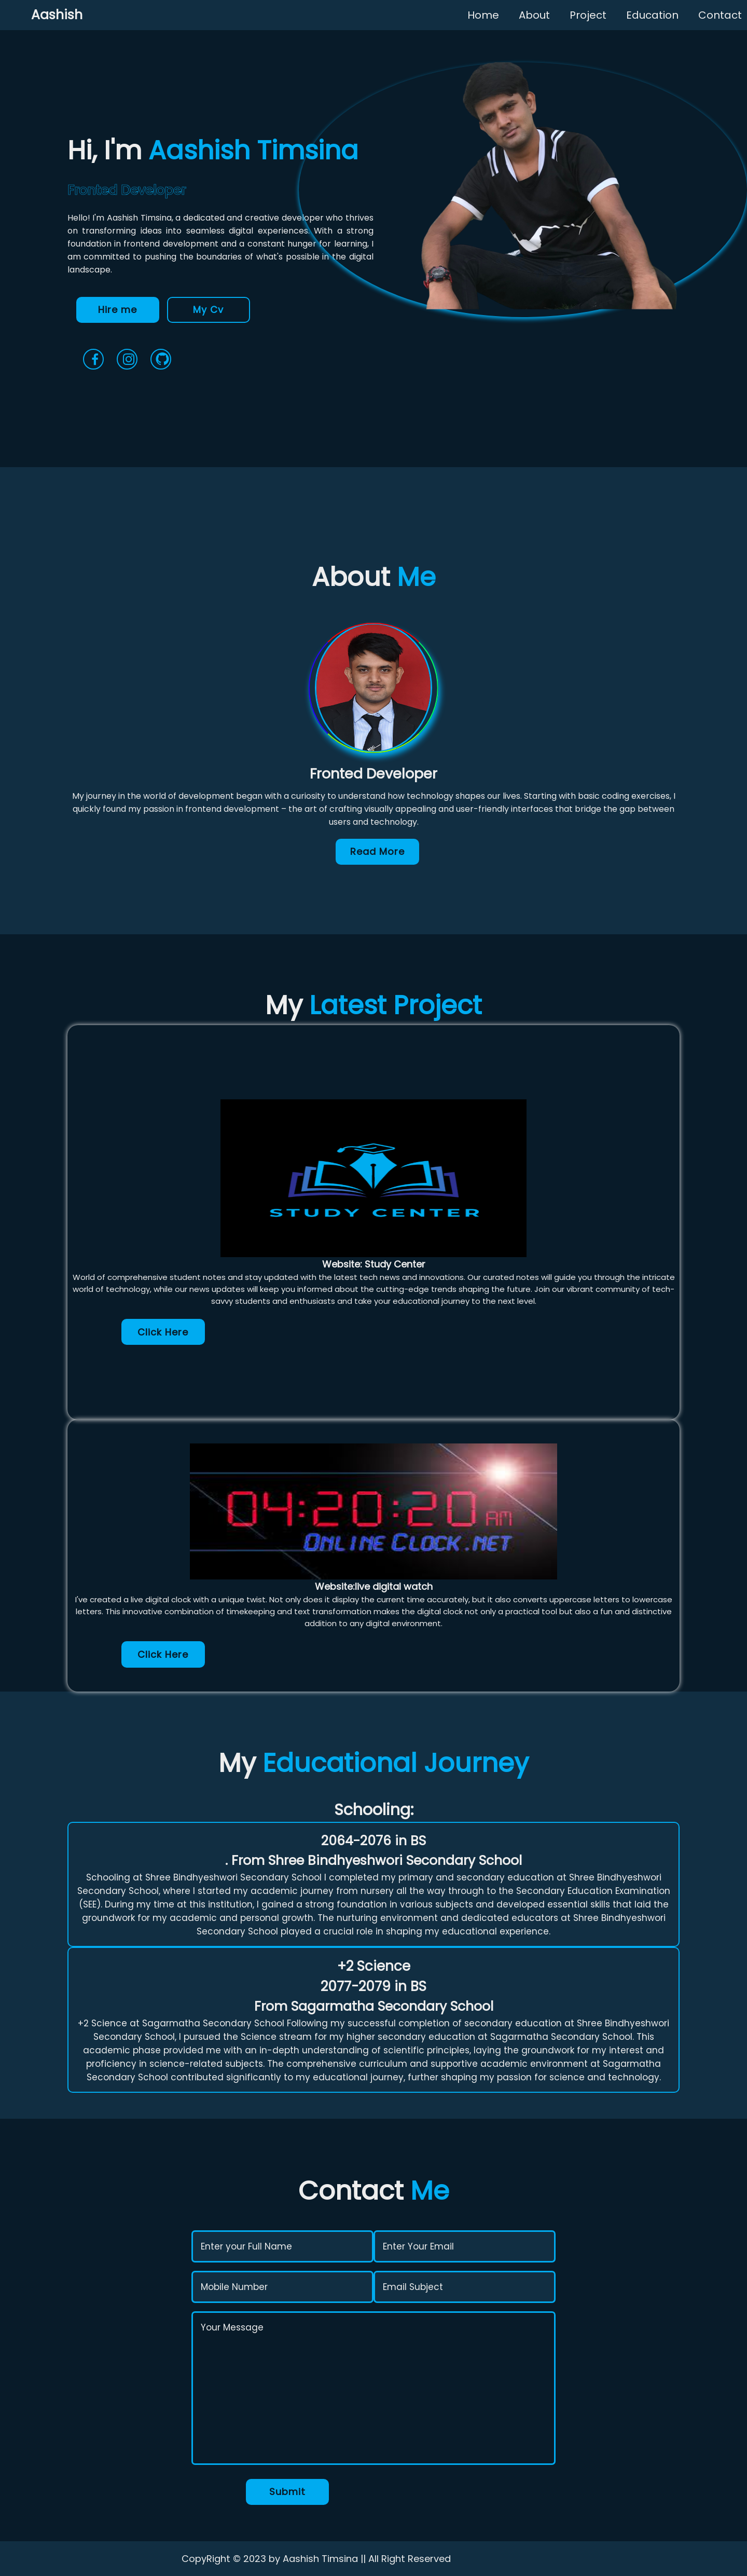 Aashish
Home About Project Education Contact
Hi, I'm Aashish Timsina
Fronted Developer
Hello! I'm Aashish Timsina, a dedicated and creative developer who thrives
on transforming ideas into seamless digital experiences. With a strong
foundation in frontend development and a constant hunger for learning, I
am committed to pushing the boundaries of what's possible in the digital
landscape.
Hire me My Cv
About Me
Fronted Developer
My journey in the world of development began with a curiosity to understand how technology shapes our lives. Starting with basic coding exercises, I
quickly found my passion in frontend development – the art of crafting visually appealing and user-friendly interfaces that bridge the gap between
users and technology.
Read More
My Latest Project
STUDY CENTER
Website: Study Center
World of comprehensive student notes and stay updated with the latest tech news and innovations. Our curated notes will guide you through the intricate
world of technology, while our news updates will keep you informed about the cutting-edge trends shaping the future. Join our vibrant community of tech-
savvy students and enthusiasts and take your educational journey to the next level.
Click Here
04:20:20 AM
OnlineClock.net
Website:live digital watch
I've created a live digital clock with a unique twist. Not only does it display the current time accurately, but it also converts uppercase letters to lowercase
letters. This innovative combination of timekeeping and text transformation makes the digital clock not only a practical tool but also a fun and distinctive
addition to any digital environment.
Click Here
My Educational Journey
Schooling:
2064-2076 in BS
. From Shree Bindhyeshwori Secondary School
Schooling at Shree Bindhyeshwori Secondary School I completed my primary and secondary education at Shree Bindhyeshwori
Secondary School, where I started my academic journey from nursery all the way through to the Secondary Education Examination
(SEE). During my time at this institution, I gained a strong foundation in various subjects and developed essential skills that laid the
groundwork for my academic and personal growth. The nurturing environment and dedicated educators at Shree Bindhyeshwori
Secondary School played a crucial role in shaping my educational experience.
+2 Science
2077-2079 in BS
From Sagarmatha Secondary School
+2 Science at Sagarmatha Secondary School Following my successful completion of secondary education at Shree Bindhyeshwori
Secondary School, I pursued the Science stream for my higher secondary education at Sagarmatha Secondary School. This
academic phase provided me with an in-depth understanding of scientific principles, laying the groundwork for my interest and
proficiency in science-related subjects. The comprehensive curriculum and supportive academic environment at Sagarmatha
Secondary School contributed significantly to my educational journey, further shaping my passion for science and technology.
Contact Me
Enter your Full Name Enter Your Email
Mobile Number Email Subject
Your Message
Submit
CopyRight © 2023 by Aashish Timsina || All Right Reserved